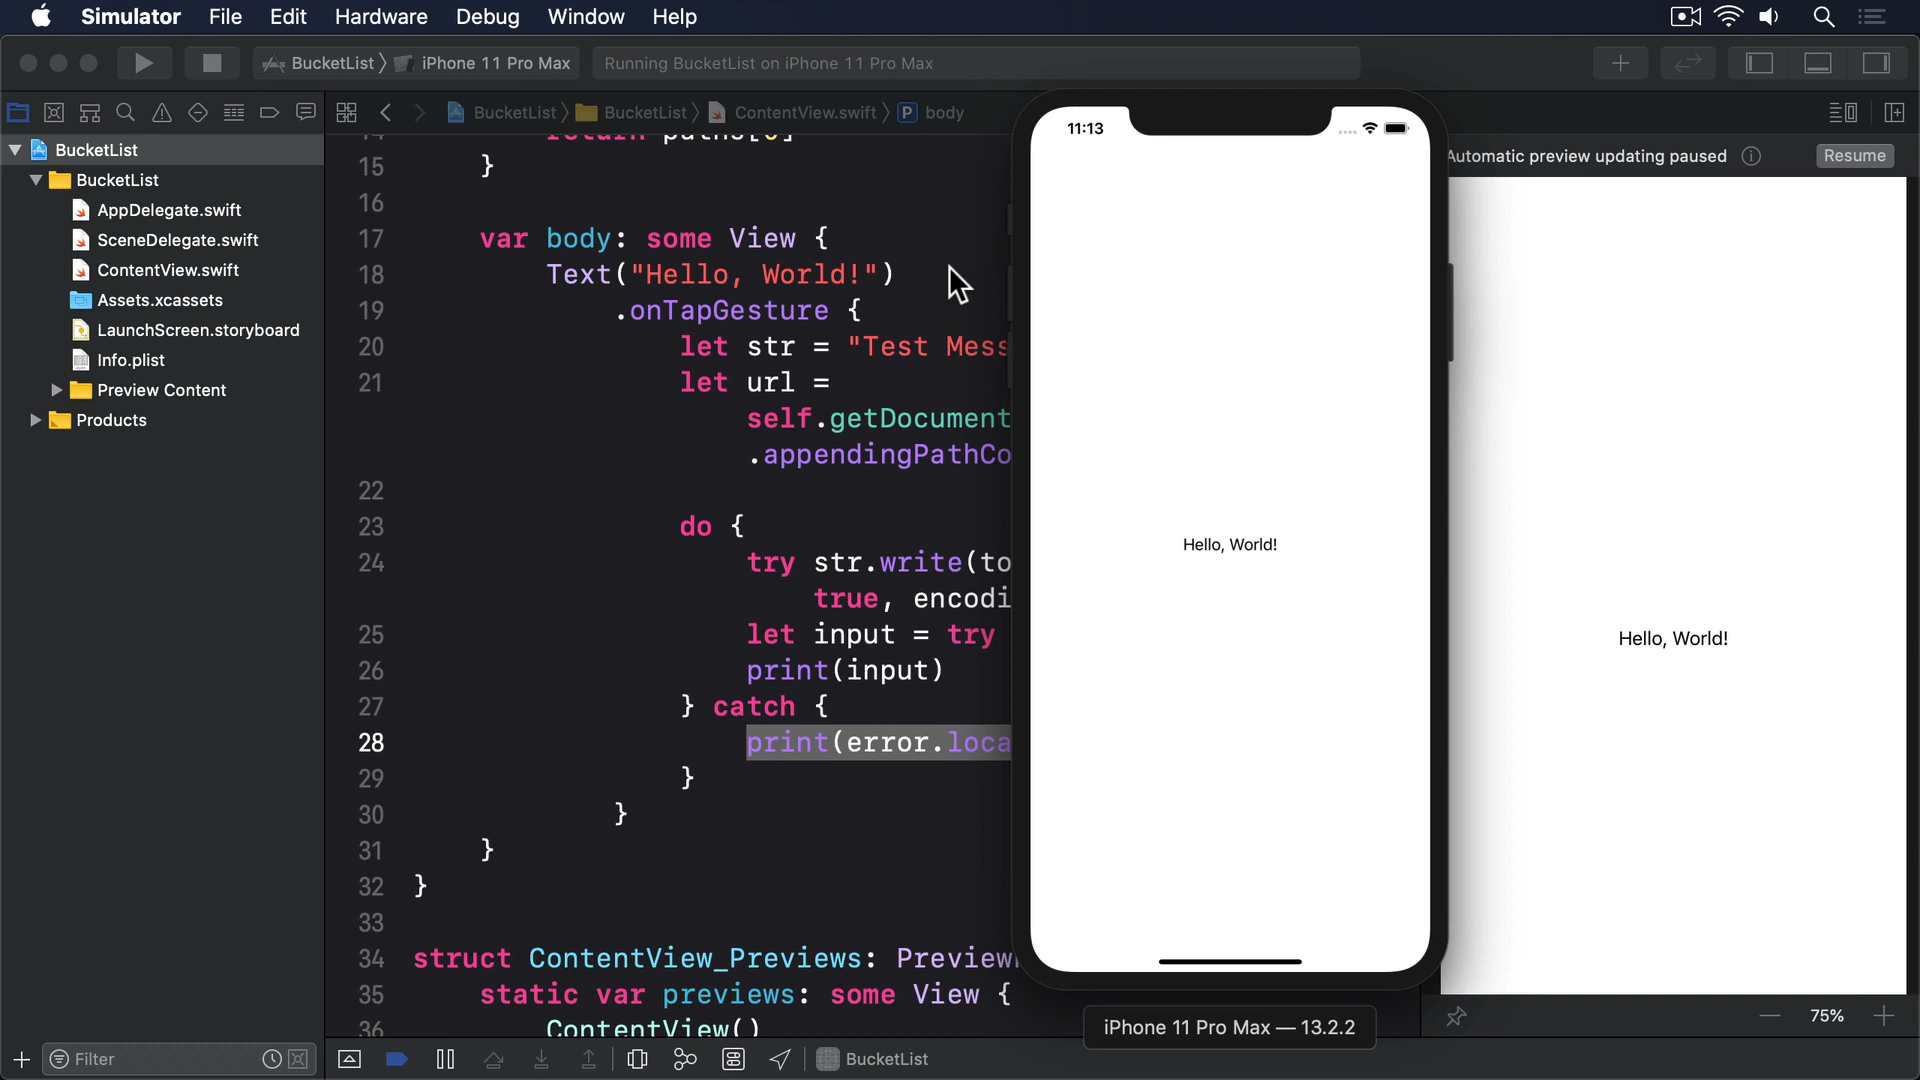 Simulator File Edit Hardware Debug Window Help
BucketList iPhone 11 Pro Max Running BucketList on iPhone 11 Pro Max
BucketList BucketList ContentView.swift P body
BucketList
BucketList
AppDelegate.swift
SceneDelegate.swift
ContentView.swift
Assets.xcassets
LaunchScreen.storyboard
Info.plist
Preview Content
Products
Filter
15 }
16
17 var body: some View {
18 Text("Hello, World!")
19 .onTapGesture {
20 let str = "Test Mess
21 let url =
self.getDocument
.appendingPathCo
22
23 do {
24 try str.write(to
true, encodi
25 let input = try
26 print(input)
27 } catch {
28 print(error.loca
29 }
30 }
31 }
32 }
33
34 struct ContentView_Previews: Preview
35 static var previews: some View {
36 ContentView()
BucketList
11:13
Hello, World!
iPhone 11 Pro Max — 13.2.2
Automatic preview updating paused Resume
Hello, World!
75%